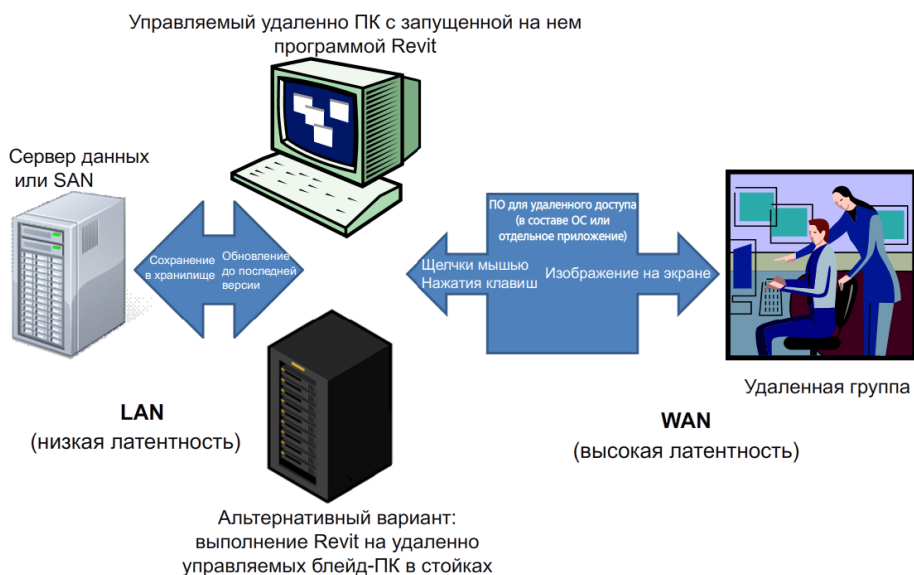 Управляемый удаленно ПК с запущенной на нем
программой Revit
Сервер данных
или SAN
Сохранение
в хранилище
Обновление
до последней
версии
ПО для удаленного доступа
(в составе ОС или
отдельное приложение)
Щелчки мышью
Нажатия клавиш
Изображение на экране
Удаленная группа
LAN
(низкая латентность)
WAN
(высокая латентность)
Альтернативный вариант:
выполнение Revit на удаленно
управляемых блейд-ПК в стойках